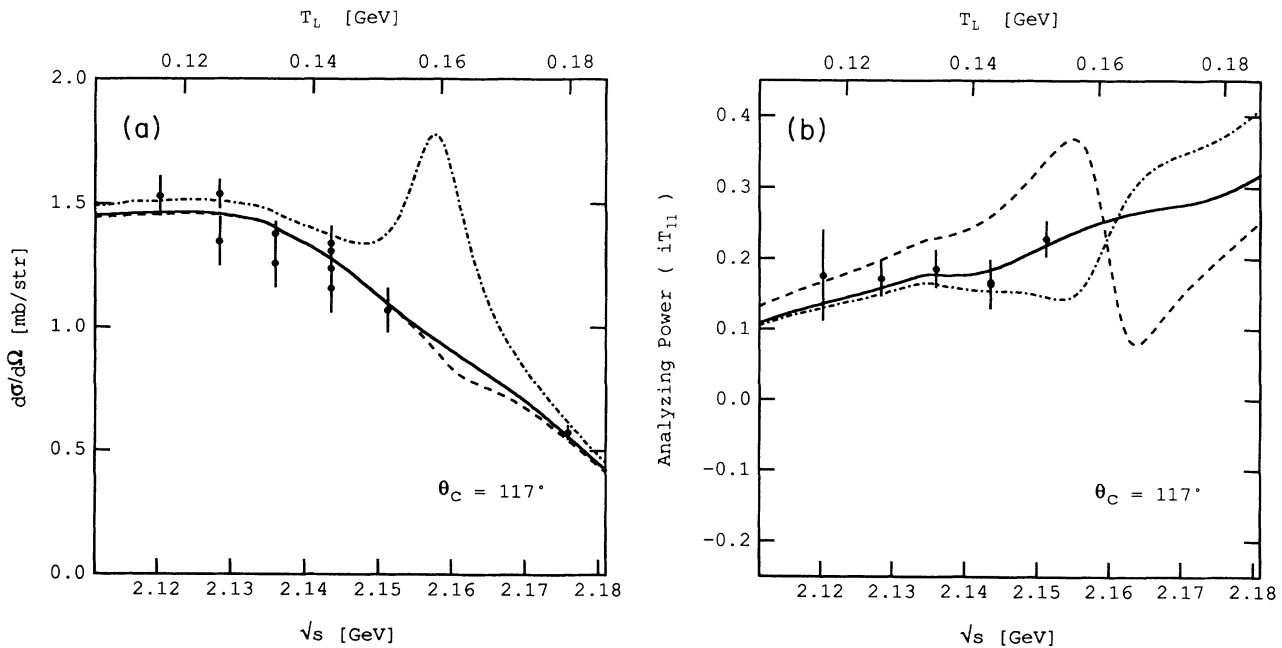 T_L [GeV]
0.12 0.14 0.16 0.18
2.0
1.5
1.0
0.5
0.0
dσ/dΩ [mb/str]
(a)
θ_C = 117°
2.12 2.13 2.14 2.15 2.16 2.17 2.18
√s [GeV]
T_L [GeV]
0.12 0.14 0.16 0.18
0.4
0.3
0.2
0.1
0.0
-0.1
-0.2
Analyzing Power ( iT_11 )
(b)
θ_C = 117°
2.12 2.13 2.14 2.15 2.16 2.17 2.18
√s [GeV]